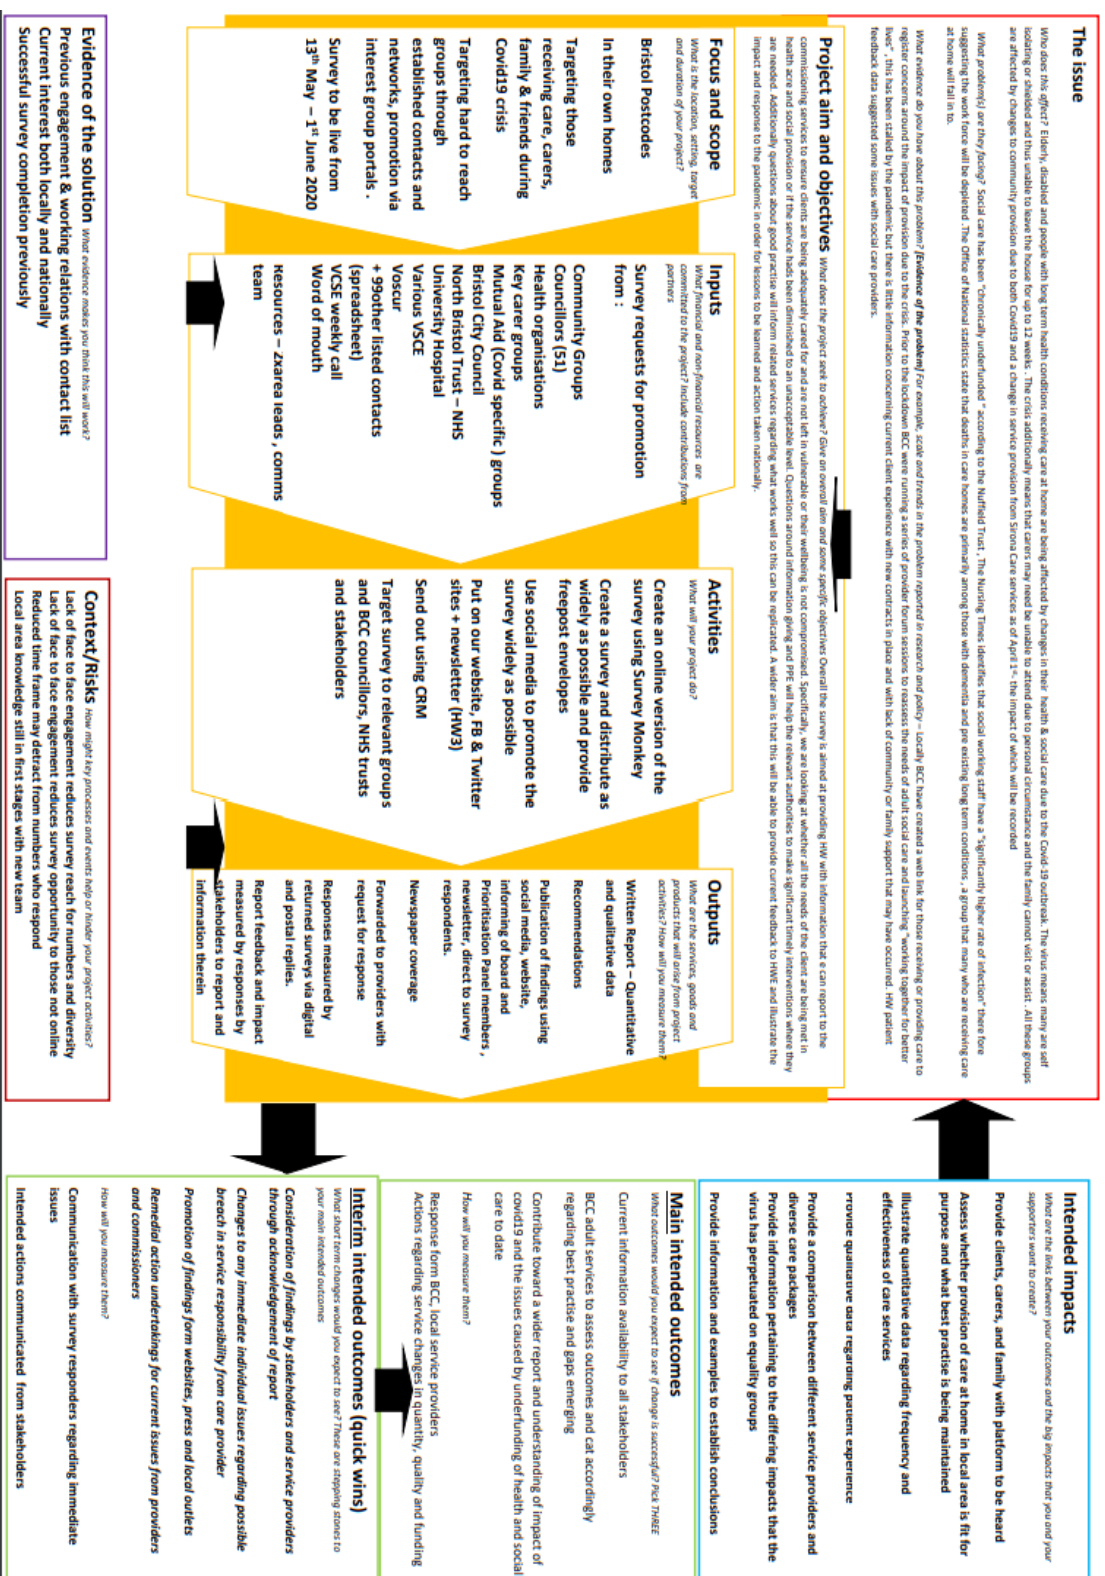 The issue
Who does this affect? Elderly, disabled and people with long term health conditions receiving care at home are being affected by changes in their health & social care due to the Covid-19 outbreak. The virus means many are self
isolating or shielded and thus unable to leave the house for up to 12 weeks . The crisis additionally means that carers may need be unable to attend due to personal circumstance and the family cannot visit or assist . All these groups
are affected by changes to community provision due to both Covid19 and a change in service provision from Sirona Care services as of April 1st- the impact of which will be recorded
What problem(s) are they facing? Social care has been "chronically underfunded " according to the Nuffield Trust , The Nursing Times identifies that social working staff have a "significantly higher rate of infection" there fore
suggesting the work force will be depleted .The Office of National statistics state that deaths in care homes are primarily among those with dementia and pre existing long term conditions , a group that many who are receiving care
at home will fall in to.
What evidence do you have about this problem? [Evidence of the problem] For example, scale and trends in the problem reported in research and policy – Locally BCC have created a web link for those receiving or providing care to
register concerns around the impact of provision due to the crisis. Prior to the lockdown BCC were running a series of provider forum sessions to reassess the needs of adult social care and launching "working together for better
lives" , this has been stalled by the pandemic but there is little information concerning current client experience with new contracts in place and with lack of community or family support that may have occurred. HW patient
feedback data suggested some issues with social care providers.
Project aim and objectives What does the project seek to achieve? Give an overall aim and some specific objectives Overall the survey is aimed at providing HW with information that e can report to the
commissioning services to ensure clients are being adequately cared for and are not left in vulnerable or their wellbeing is not compromised. Specifically, we are looking at whether all the needs of the client are being met in
health acre and social provision or if the service hads been diminished to an unacceptable level. Questions around information giving and PPE will help the relevant authorities to make significant timely interventions where they
are needed. Additionally questions about good practise will inform related services regarding what works well so this can be replicated. A wider aim is that this will be able to provide current feedback to HWE and illustrate the
impact and response to the pandemic in order for lessons to be learned and action taken nationally.
Focus and scope
What is the location, setting, target
and duration of your project?
Bristol Postcodes
In their own homes
Targeting those
receiving care, carers,
family & friends during
Covid19 crisis
Targeting hard to reach
groups through
established contacts and
networks, promotion via
interest group portals .
Survey to be live from
13th May – 1st June 2020
Inputs
What financial and non-financial resources are
committed to the project? Include contributions from
partners
Survey requests for promotion
from :
Community Groups
Councillors (51)
Health organisations
Key carer groups
Mutual Aid (Covid specific ) groups
Bristol City Council
North Bristol Trust – NHS
University Hospital
Various VSCE
Voscur
+ 99other listed contacts
(spreadsheet)
VCSE weekly call
Word of mouth
Resources – 2xarea leads , comms
team
Activities
What will your project do?
Create an online version of the
survey using Survey Monkey
Create a survey and distribute as
widely as possible and provide
freepost envelopes
Use social media to promote the
survey widely as possible
Put on our website, FB & Twitter
sites + newsletter (HW3)
Send out using CRM
Target survey to relevant groups
and BCC councillors, NHS trusts
and stakeholders
Outputs
What are the services, goods and
products that will arise from project
activities? How will you measure them?
Written Report – Quantitative
and qualitative data
Recommendations
Publication of findings using
social media, website,
informing of board and
Prioritisation Panel members ,
newsletter, direct to survey
respondents.
Newspaper coverage
Forwarded to providers with
request for response
Responses measured by
returned surveys via digital
and postal replies.
Report feedback and impact
measured by responses by
stakeholders to report and
information therein
Evidence of the solution What evidence makes you think this will work?
Previous engagement & working relations with contact list
Current interest both locally and nationally
Successful survey completion previously
Context/Risks How might key processes and events help or hinder your project activities?
Lack of face to face engagement reduces survey reach for numbers and diversity
Lack of face to face engagement reduces survey opportunity to those not online
Reduced time frame may detract from numbers who respond
Local area knowledge still in first stages with new team
Intended impacts
What are the links between your outcomes and the big impacts that you and your
supporters want to create?
Provide clients, carers, and family with platform to be heard
Assess whether provision of care at home in local area is fit for
purpose and what best practise is being maintained
Illustrate quantitative data regarding frequency and
effectiveness of care services
Provide qualitative data regarding patient experience
Provide a comparison between different service providers and
diverse care packages
Provide information pertaining to the differing impacts that the
virus has perpetuated on equality groups
Provide information and examples to establish conclusions
Main intended outcomes
What outcomes would you expect to see if change is successful? Pick THREE
Current information availability to all stakeholders
BCC adult services to assess outcomes and cat accordingly
regarding best practise and gaps emerging
Contribute toward a wider report and understanding of impact of
covid19 and the issues caused by underfunding of health and social
care to date
How will you measure them?
Response form BCC, local service providers
Actions regarding service changes in quantity, quality and funding
Interim intended outcomes (quick wins)
What short term changes would you expect to see? These are stepping stones to
your main intended outcomes
Consideration of findings by stakeholders and service providers
through acknowledgement of report
Changes to any immediate individual issues regarding possible
breach in service responsibility from care provider
Promotion of findings form websites, press and local outlets
Remedial action undertakings for current issues from providers
and commissioners
How will you measure them?
Communication with survey responders regarding immediate
issues
Intended actions communicated from stakeholders